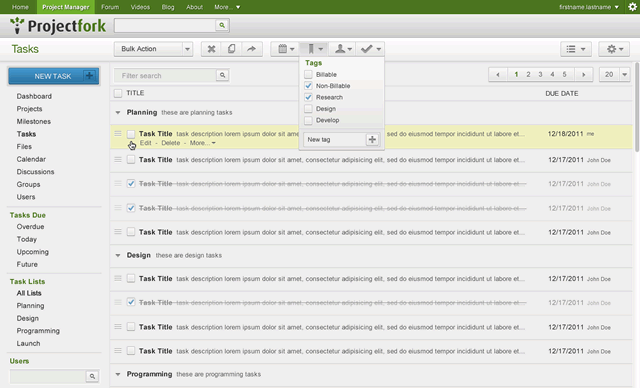 Home Project Manager Forum Videos Blog About More... firstname lastname
Projectfork
Tasks Bulk Action
Tags
Billable
Non-Billable
Research
Design
Develop
New tag
NEW TASK
Dashboard
Projects
Milestones
Tasks
Files
Calendar
Discussions
Groups
Users
Tasks Due
Overdue
Today
Upcoming
Future
Task Lists
All Lists
Planning
Design
Programming
Launch
Users
Filter search < 1 2 3 4 5 > 20
TITLE DUE DATE
Planning these are planning tasks
Task Title task description lorem ipsum dolor sit amet, consectetur adipisicing elit, sed do eiusmod tempor incididunt ut labore et... 12/18/2011 me
Edit - Delete - More...
Task Title task description lorem ipsum dolor sit amet, consectetur adipisicing elit, sed do eiusmod tempor incididunt ut labore et... 12/17/2011 John Doe
Task Title task description lorem ipsum dolor sit amet, consectetur adipisicing elit, sed do eiusmod tempor incididunt ut labore et... 12/17/2011 John Doe
Task Title task description lorem ipsum dolor sit amet, consectetur adipisicing elit, sed do eiusmod tempor incididunt ut labore et... 12/17/2011 John Doe
Task Title task description lorem ipsum dolor sit amet, consectetur adipisicing elit, sed do eiusmod tempor incididunt ut labore et... 12/17/2011 John Doe
Design these are design tasks
Task Title task description lorem ipsum dolor sit amet, consectetur adipisicing elit, sed do eiusmod tempor incididunt ut labore et... 12/17/2011 John Doe
Task Title task description lorem ipsum dolor sit amet, consectetur adipisicing elit, sed do eiusmod tempor incididunt ut labore et... 12/17/2011 John Doe
Task Title task description lorem ipsum dolor sit amet, consectetur adipisicing elit, sed do eiusmod tempor incididunt ut labore et... 12/17/2011 John Doe
Task Title task description lorem ipsum dolor sit amet, consectetur adipisicing elit, sed do eiusmod tempor incididunt ut labore et... 12/17/2011 John Doe
Programming these are programming tasks